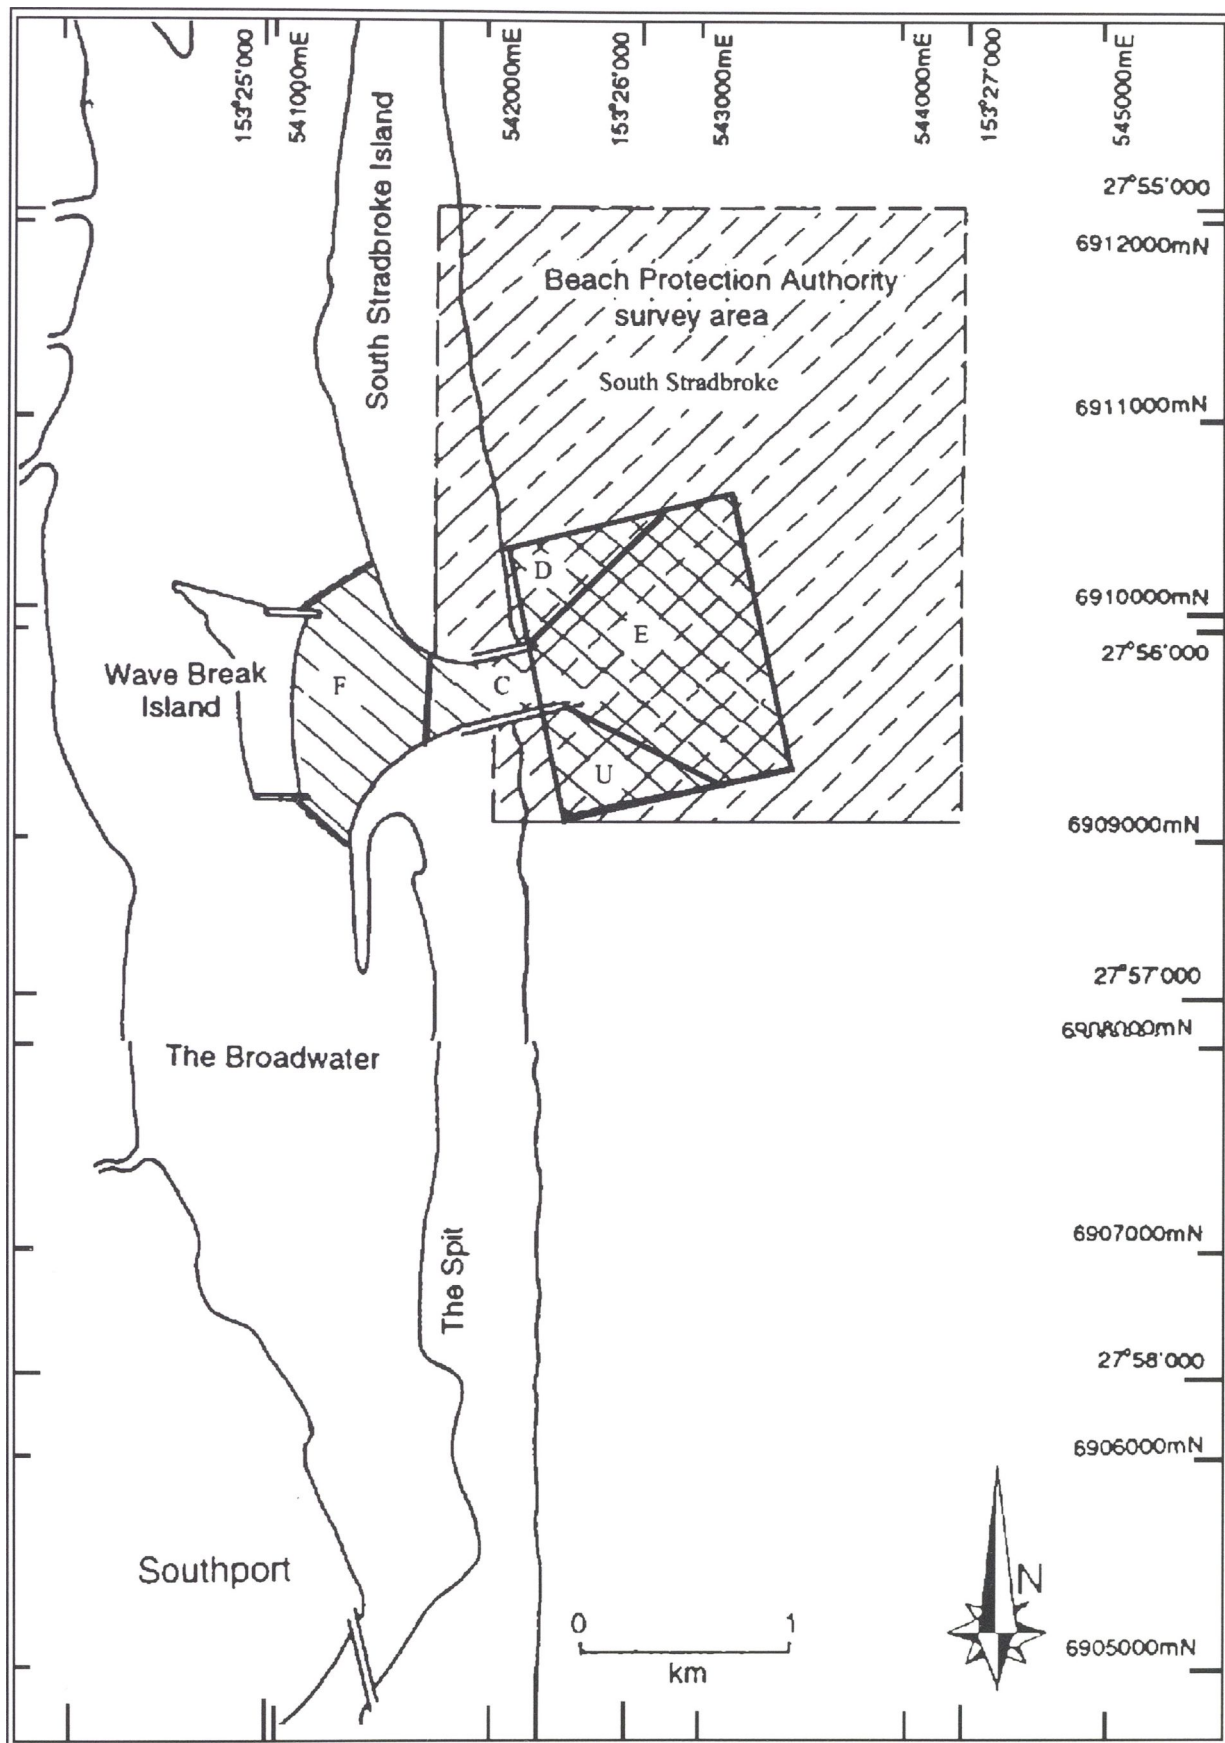 153°25'000
541000mE
542000mE
153°26'000
543000mE
544000mE
153°27'000
545000mE
27°55'000
6912000mN
South Stradbroke Island
Beach Protection Authority
survey area
South Stradbroke
6911000mN
D
6910000mN
E
27°56'000
Wave Break
Island
F
C
U
6909000mN
27°57'000
6908000mN
The Broadwater
The Spit
6907000mN
27°58'000
6906000mN
Southport
N
0 1
km
6905000mN